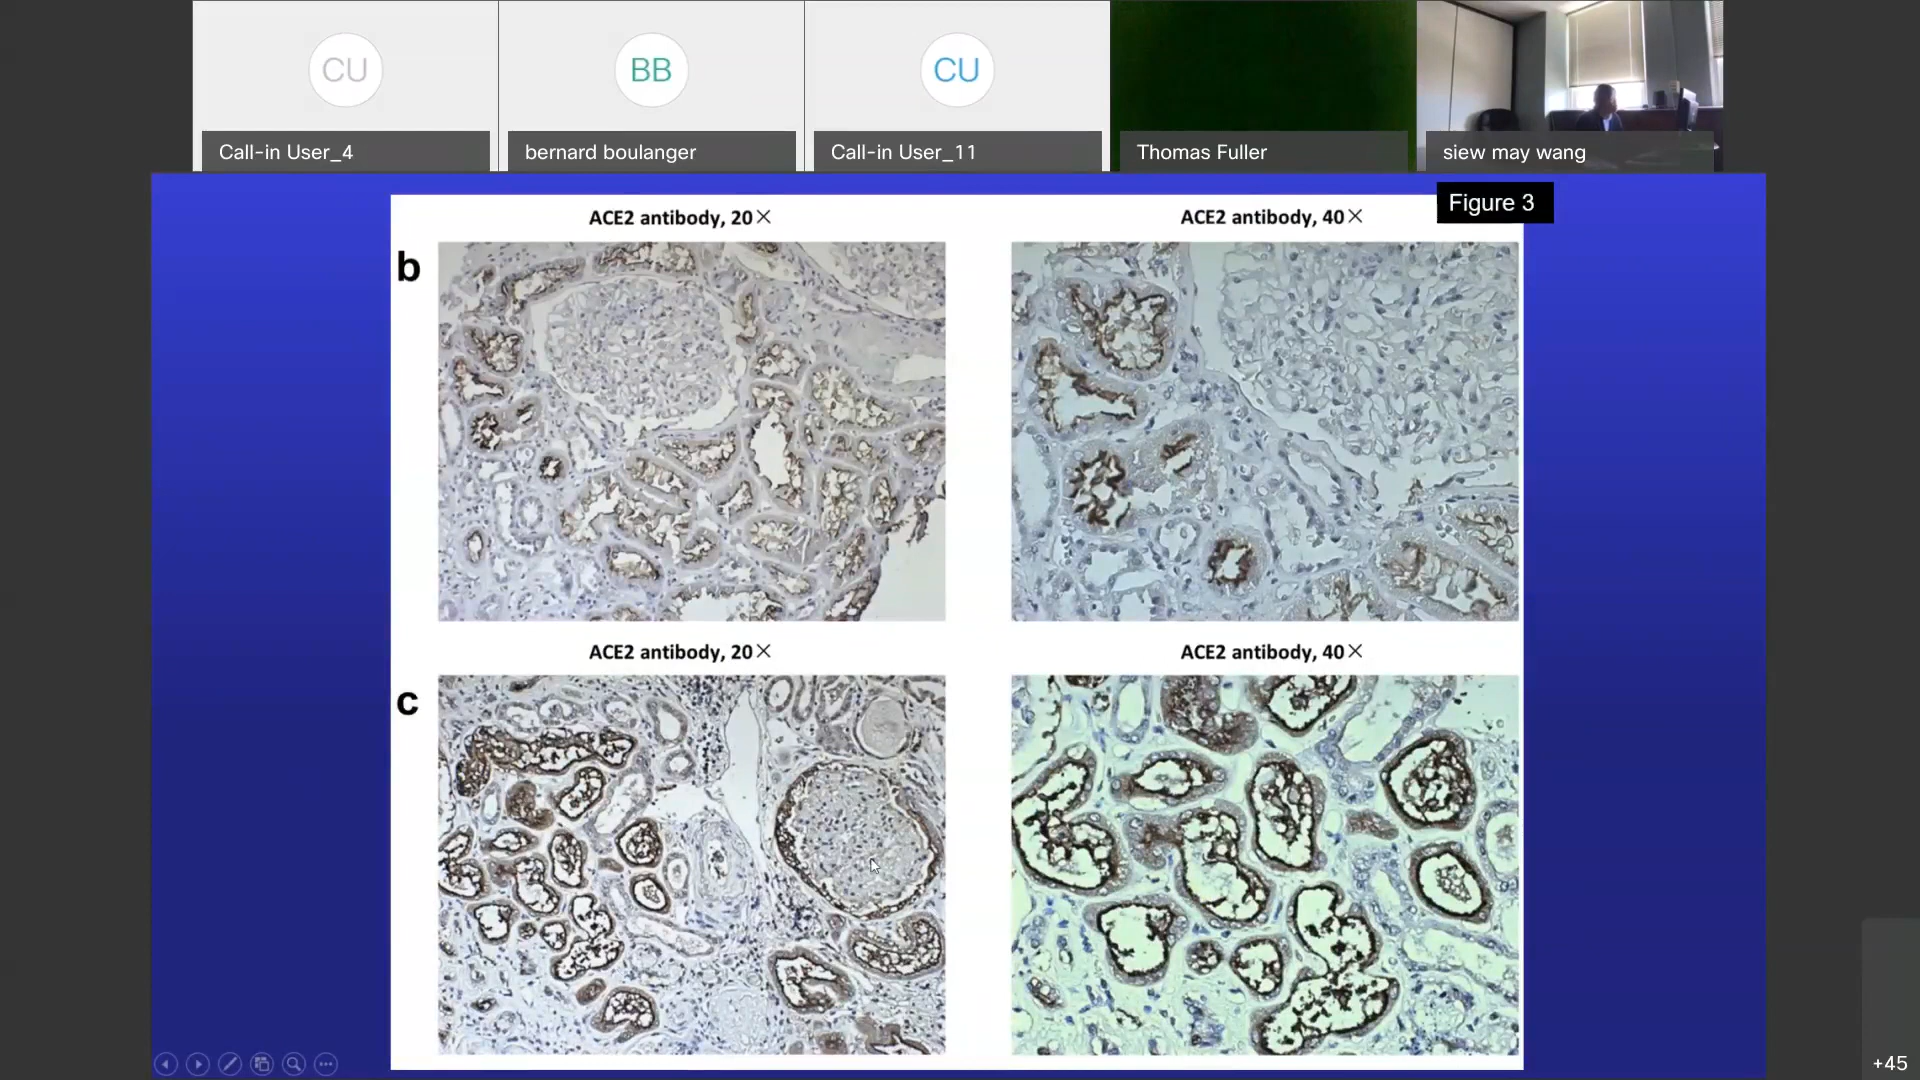 CU
BB
CU
Call-in User_4
bernard boulanger
Call-in User_11
Thomas Fuller
siew may wang
Figure 3
ACE2 antibody, 20×
ACE2 antibody, 40×
b
ACE2 antibody, 20×
ACE2 antibody, 40×
c
+45